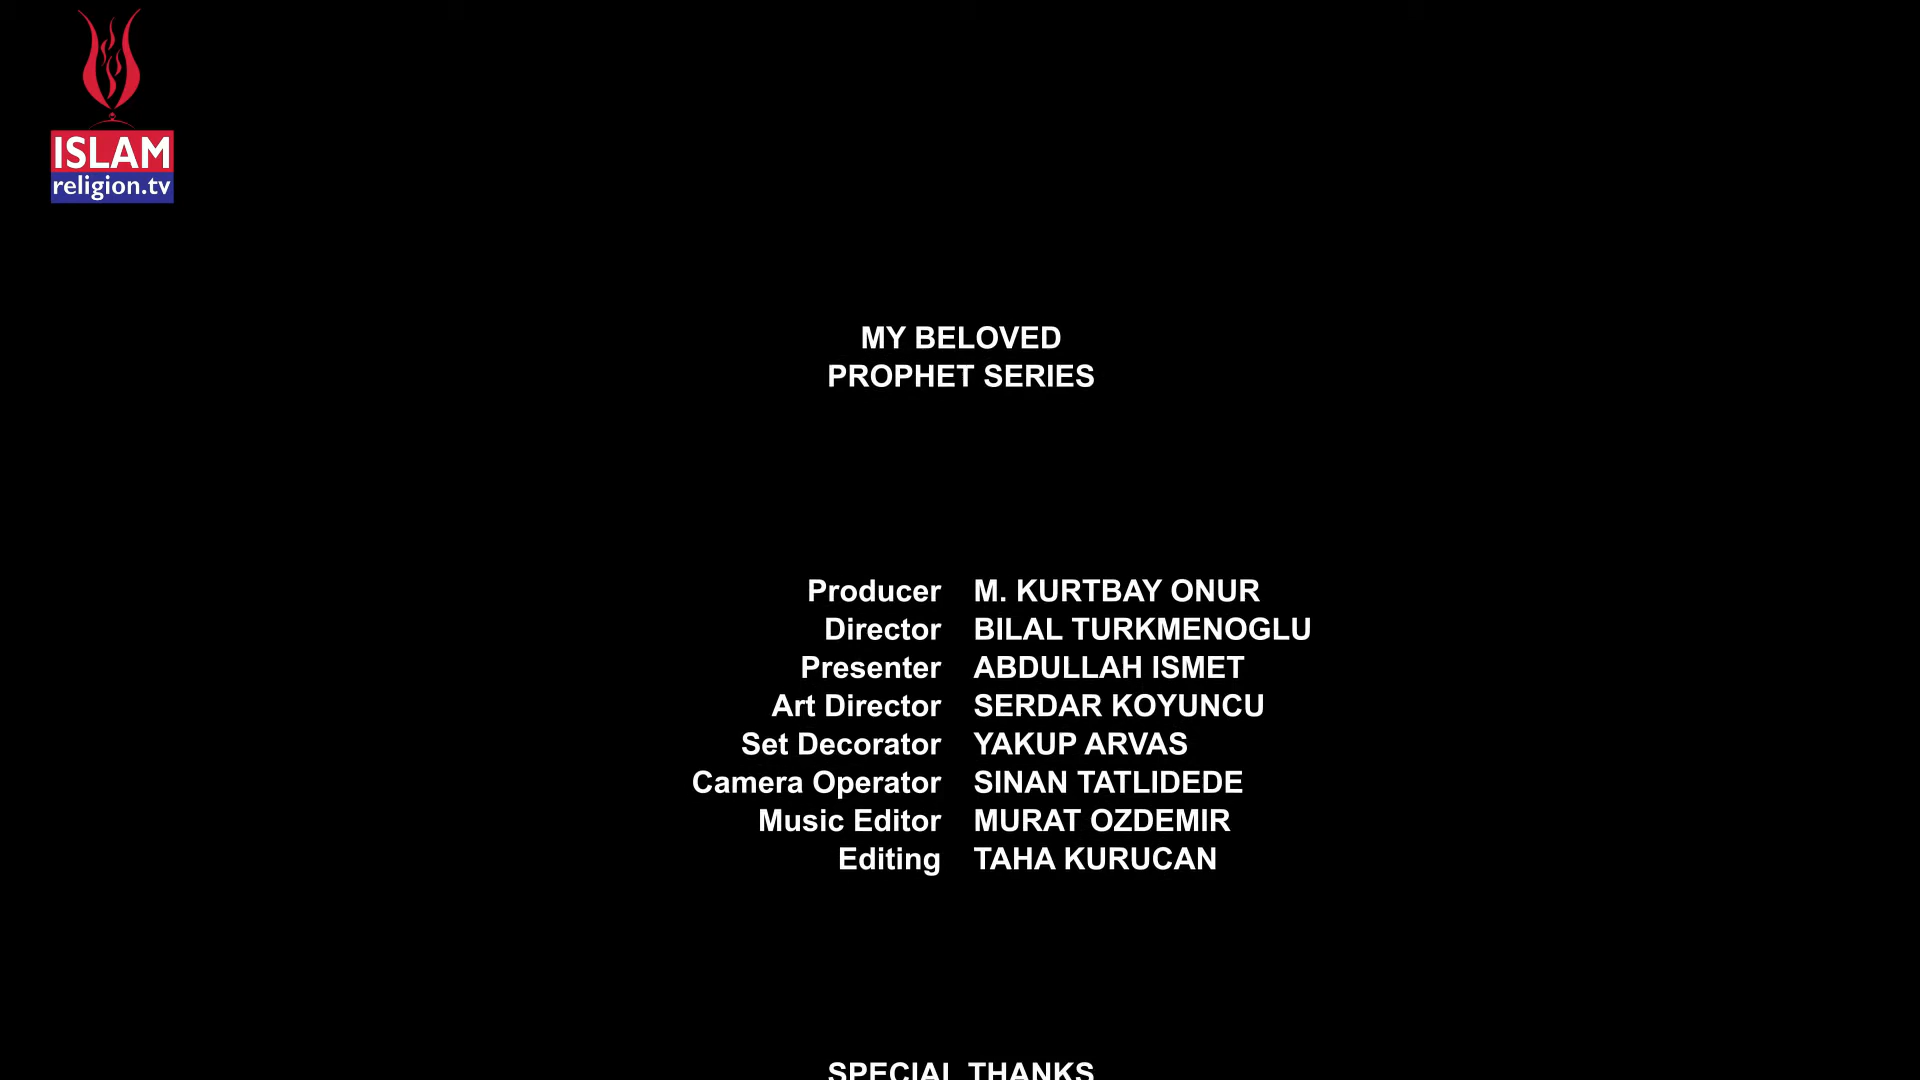 ISLAM
religion.tv
MY BELOVED
PROPHET SERIES
Producer M. KURTBAY ONUR
Director BILAL TURKMENOGLU
Presenter ABDULLAH ISMET
Art Director SERDAR KOYUNCU
Set Decorator YAKUP ARVAS
Camera Operator SINAN TATLIDEDE
Music Editor MURAT OZDEMIR
Editing TAHA KURUCAN
SPECIAL THANKS